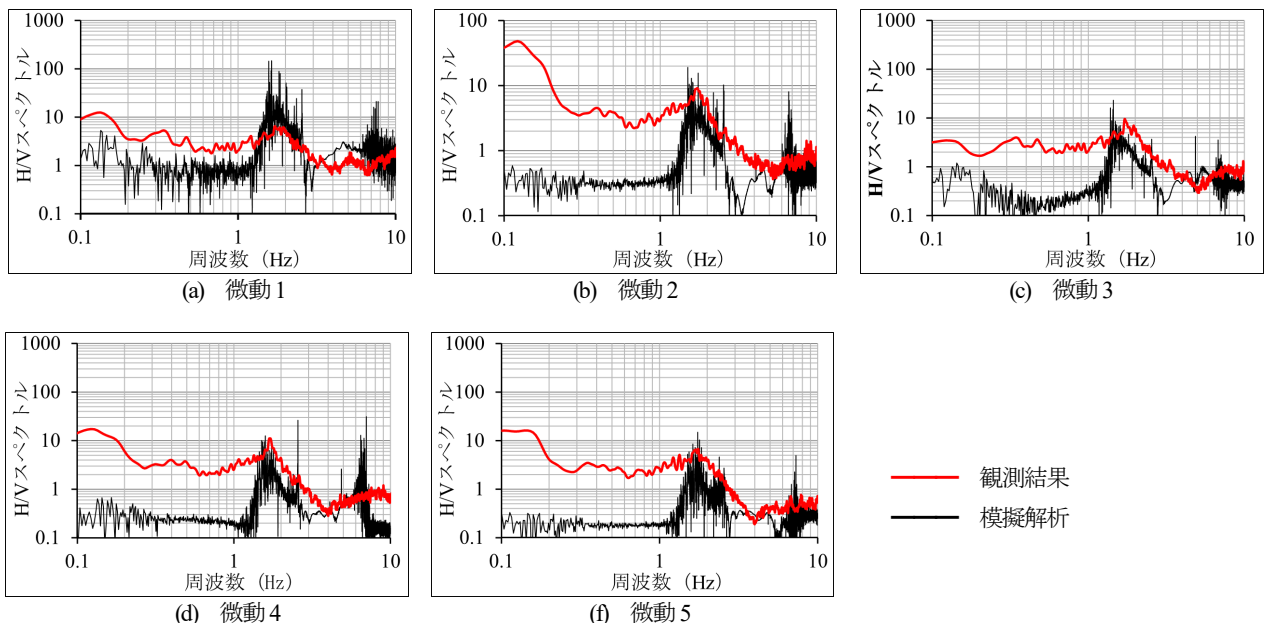 1000
100
10
1
0.1
H/Vスペクトル
0.1
1
10
周波数 (Hz)
(a) 微動1
100
10
1
0.1
H/Vスペクトル
0.1
1
10
周波数 (Hz)
(b) 微動2
1000
100
10
1
0.1
H/Vスペクトル
0.1
1
10
周波数 (Hz)
(c) 微動3
1000
100
10
1
0.1
H/Vスペクトル
0.1
1
10
周波数 (Hz)
(d) 微動4
1000
100
10
1
0.1
H/Vスペクトル
0.1
1
10
周波数 (Hz)
(f) 微動5
観測結果
模擬解析